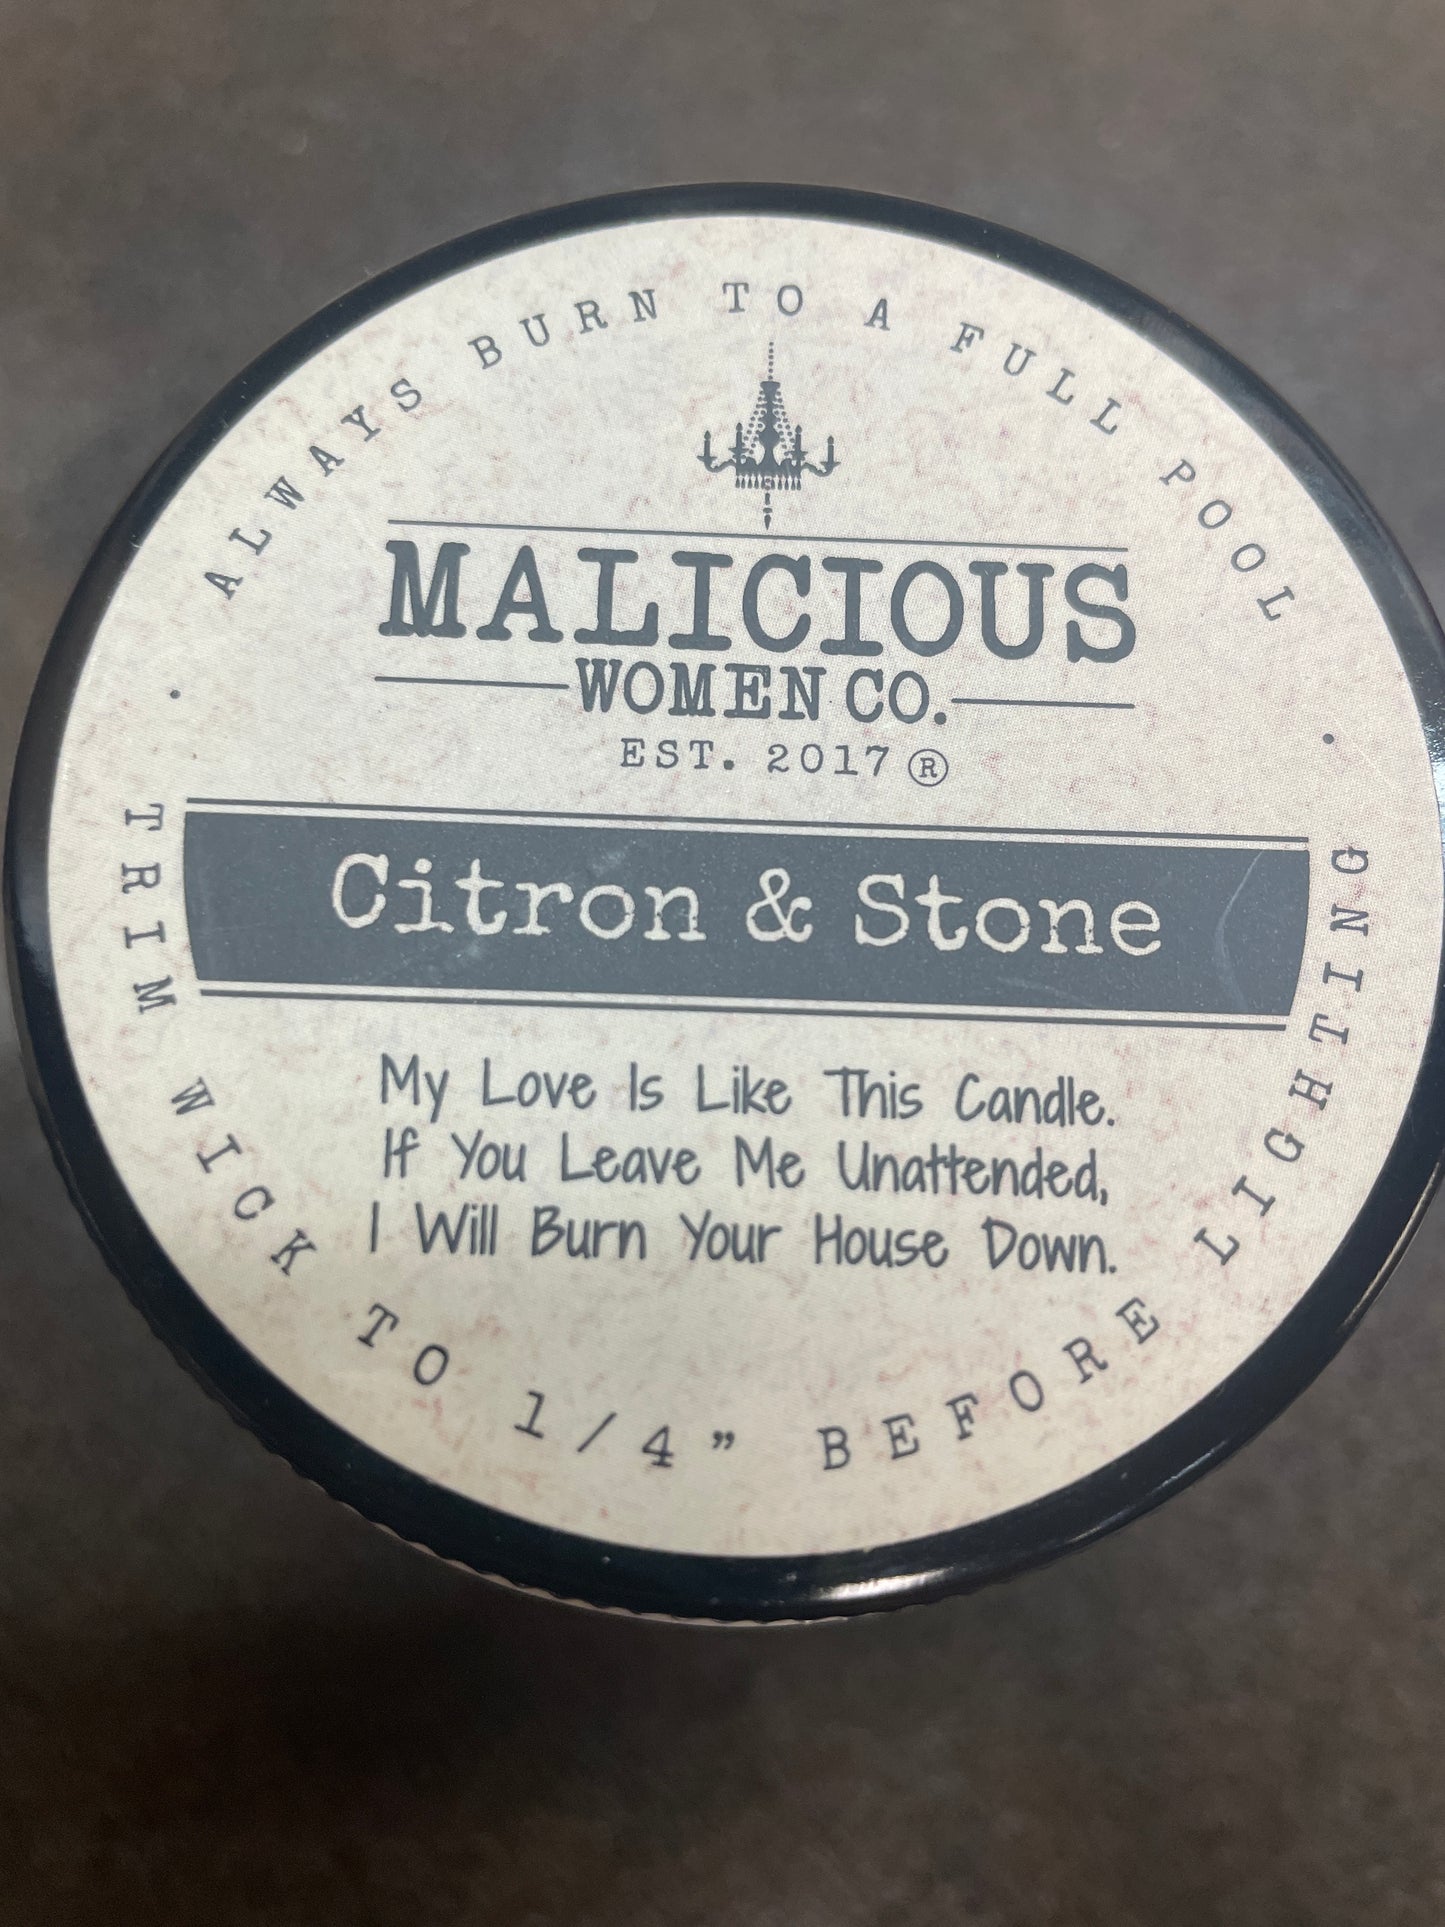 ALWAYS BURN TO A FULL POOL
MALICIOUS
WOMEN CO.
EST. 2017 ®
Citron & Stone
My Love Is Like This Candle.
If You Leave Me Unattended,
I Will Burn Your House Down.
TRIM WICK TO 1/4" BEFORE LIGHTING